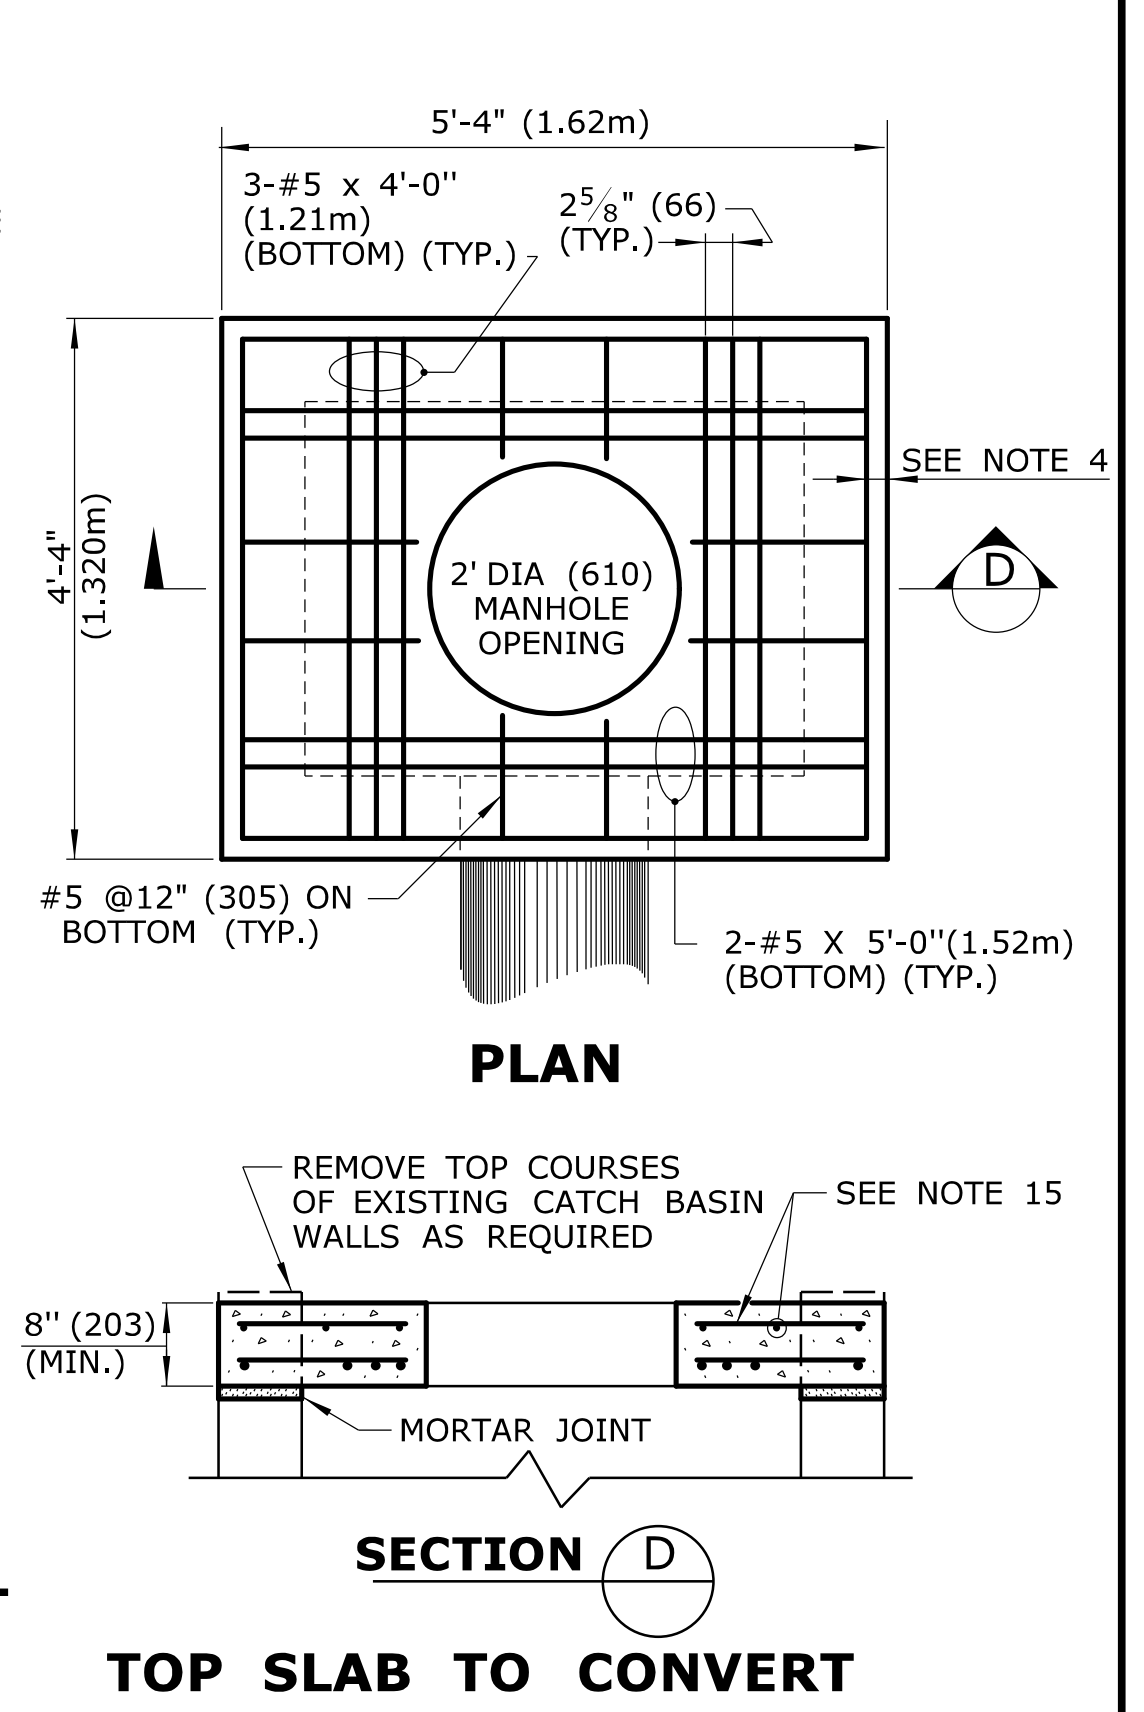 5'-4" (1.62m)
3-#5 x 4'-0''
(1.21m)
(BOTTOM) (TYP.)
2 5/8" (66)
(TYP.)
SEE NOTE 4
4'-4"
(1.320m)
2' DIA (610)
MANHOLE
OPENING
D
#5 @12" (305) ON
BOTTOM (TYP.)
2-#5 X 5'-0''(1.52m)
(BOTTOM) (TYP.)
PLAN
REMOVE TOP COURSES
OF EXISTING CATCH BASIN
WALLS AS REQUIRED
SEE NOTE 15
8'' (203)
(MIN.)
MORTAR JOINT
SECTION D
TOP SLAB TO CONVERT